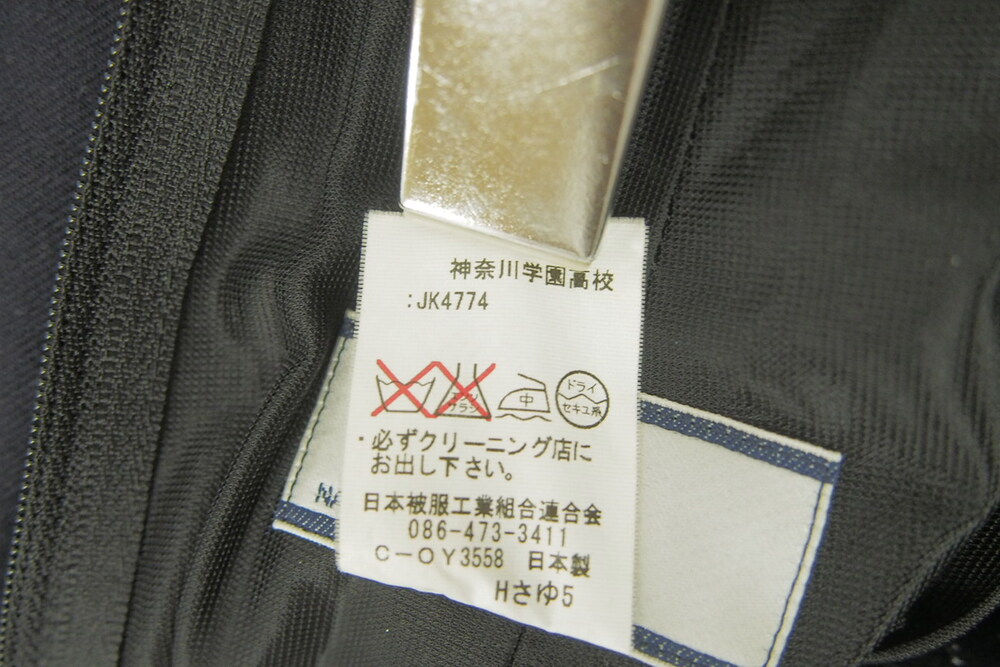 神奈川学園高校
:JK4774
中
ドライ
セキユ系
・必ずクリーニング店に
お出し下さい。
日本被服工業組合連合会
086-473-3411
C-OY3558 日本製
Hさゆ5
NA